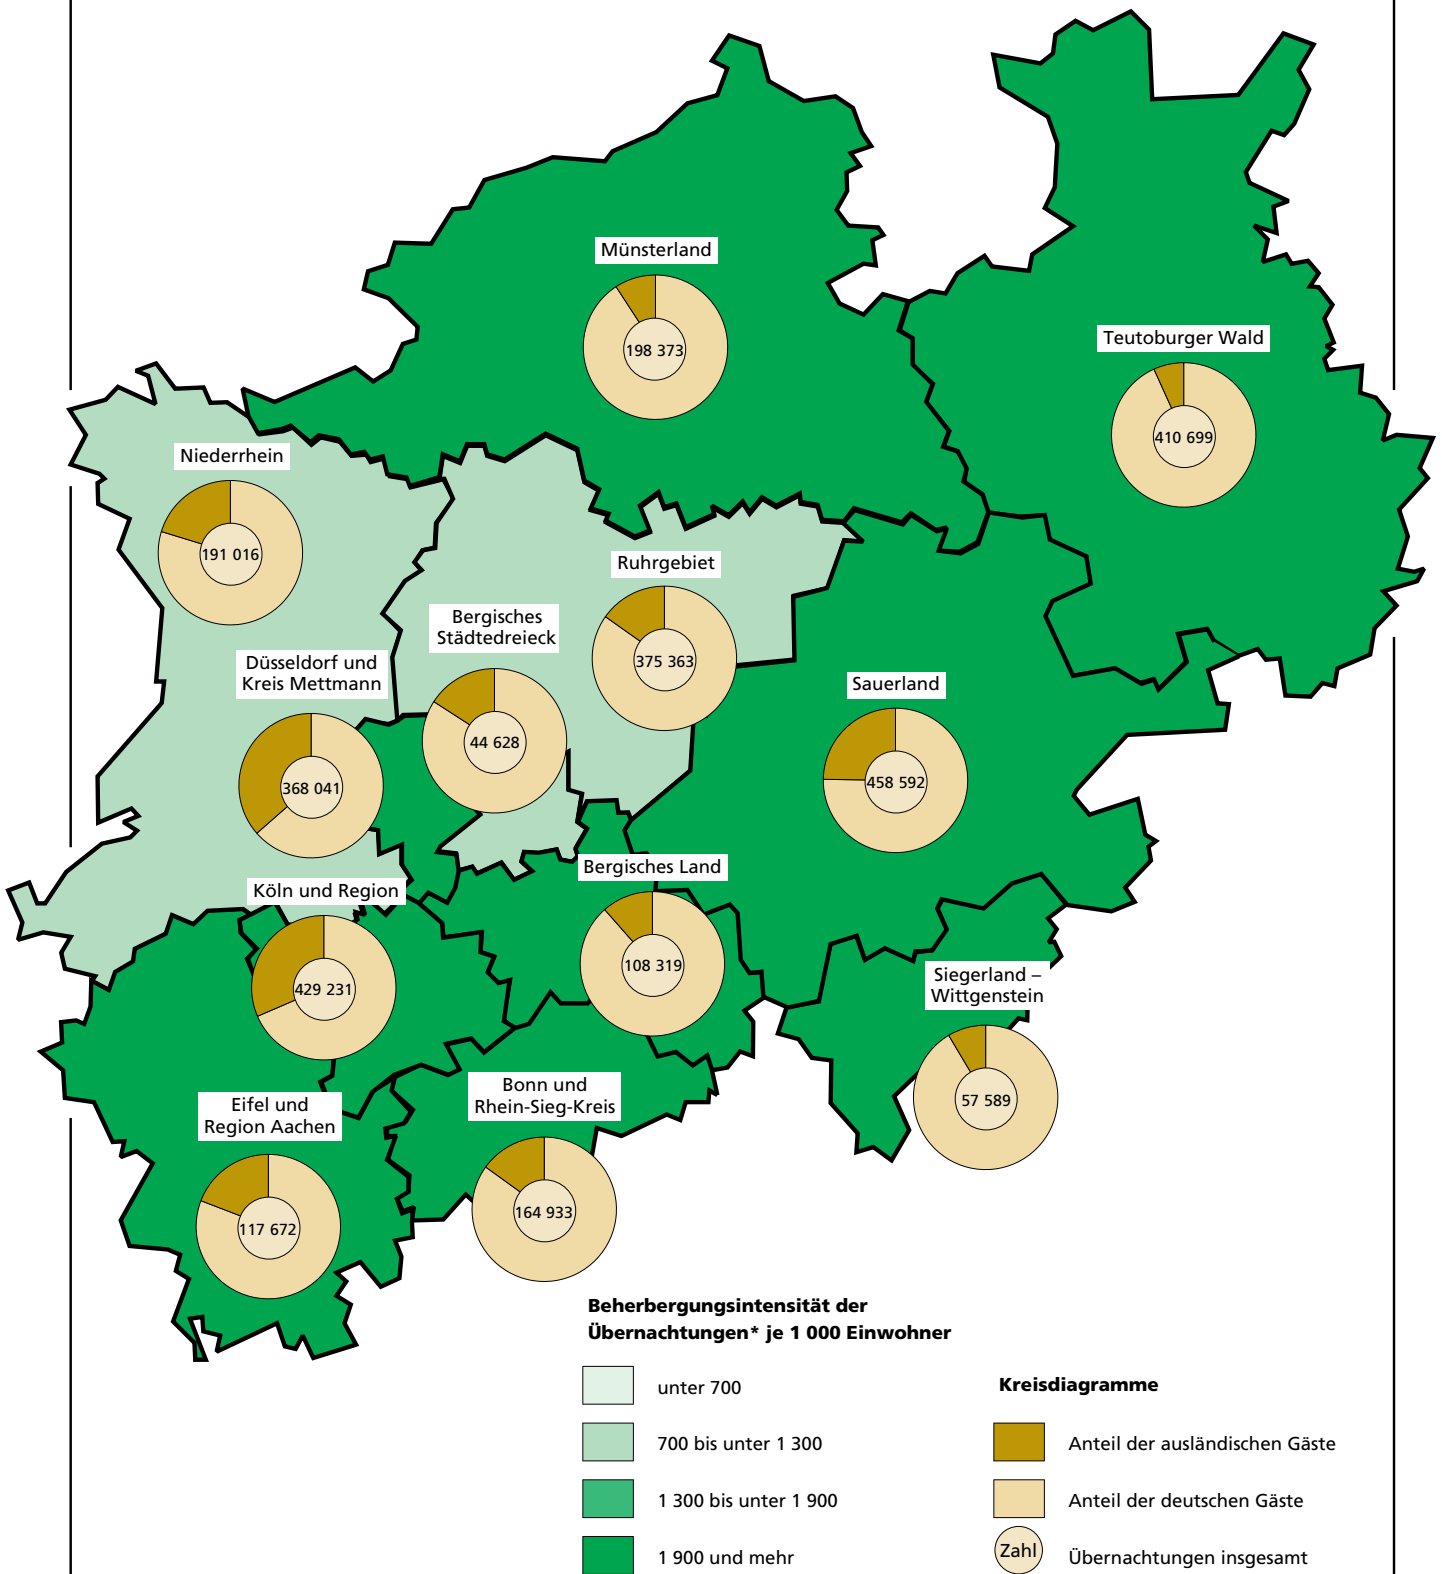 Münsterland
198 373
Teutoburger Wald
410 699
Niederrhein
191 016
Ruhrgebiet
375 363
Bergisches
Städtedreieck
44 628
Düsseldorf und
Kreis Mettmann
368 041
Sauerland
458 592
Bergisches Land
108 319
Köln und Region
429 231
Siegerland –
Wittgenstein
57 589
Bonn und
Rhein-Sieg-Kreis
164 933
Eifel und
Region Aachen
117 672
Beherbergungsintensität der
Übernachtungen* je 1 000 Einwohner
unter 700
700 bis unter 1 300
1 300 bis unter 1 900
1 900 und mehr
Kreisdiagramme
Anteil der ausländischen Gäste
Anteil der deutschen Gäste
Zahl Übernachtungen insgesamt